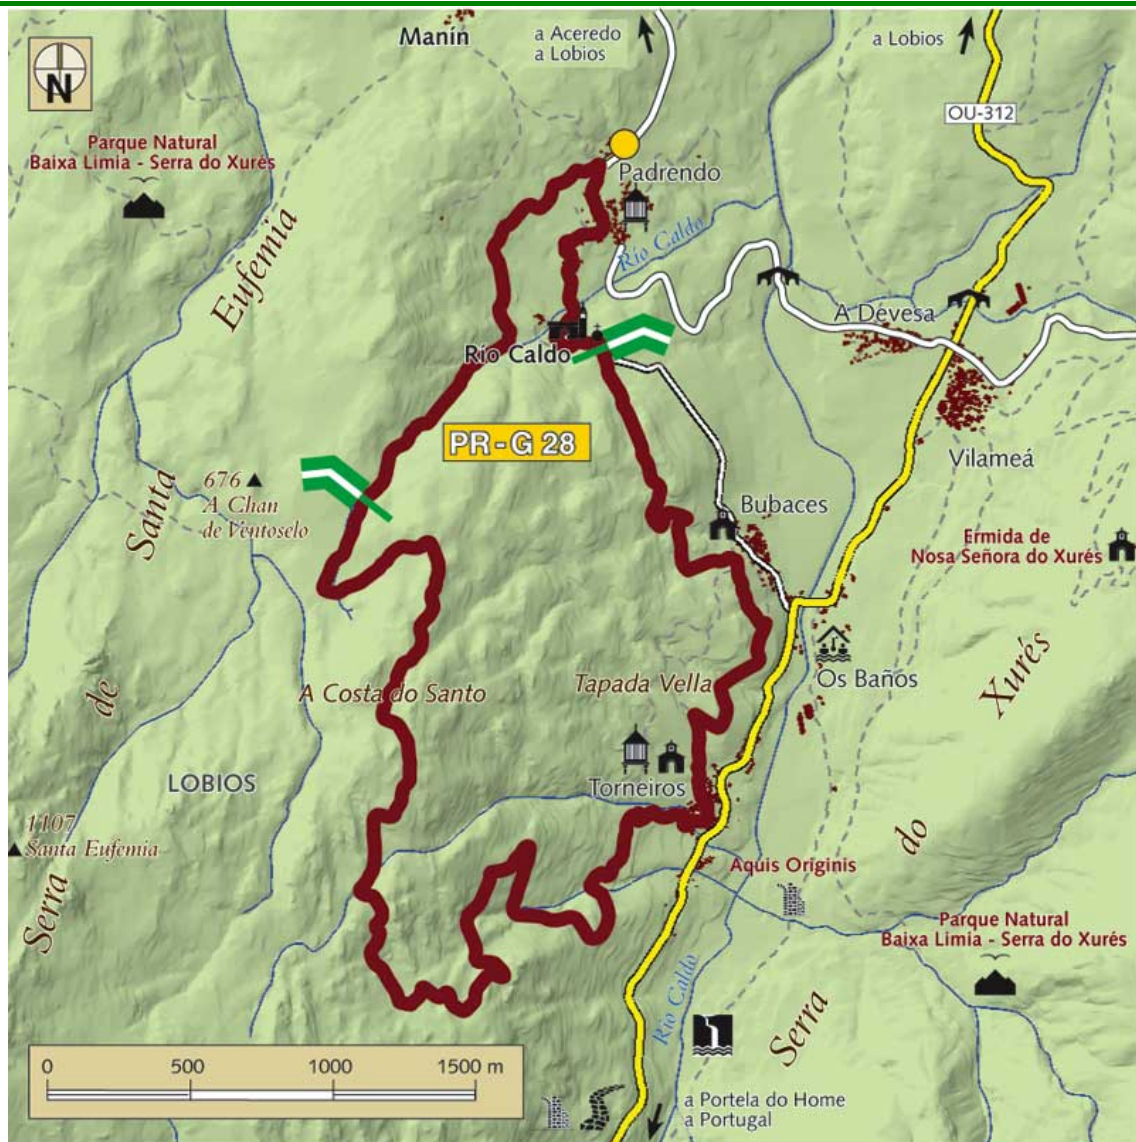 Manín
a Aceredo
a Lobios
a Lobios
N
OU-312
Parque Natural
Baixa Limia - Serra do Xurés
Padrendo
Eufemia
Río Caldo
A Devesa
Río Caldo
PR-G 28
Vilameá
676
A Chan
de Ventoselo
Santa
Bubaces
Ermida de
Nosa Señora do Xurés
Xurés
de
A Costa do Santo
Tapada Vella
Os Baños
LOBIOS
Torneiros
1107
Santa Eufemia
do
Aquis Originis
Serra
Parque Natural
Baixa Limia - Serra do Xurés
Río Caldo
Serra
0 500 1000 1500 m
a Portela do Home
a Portugal